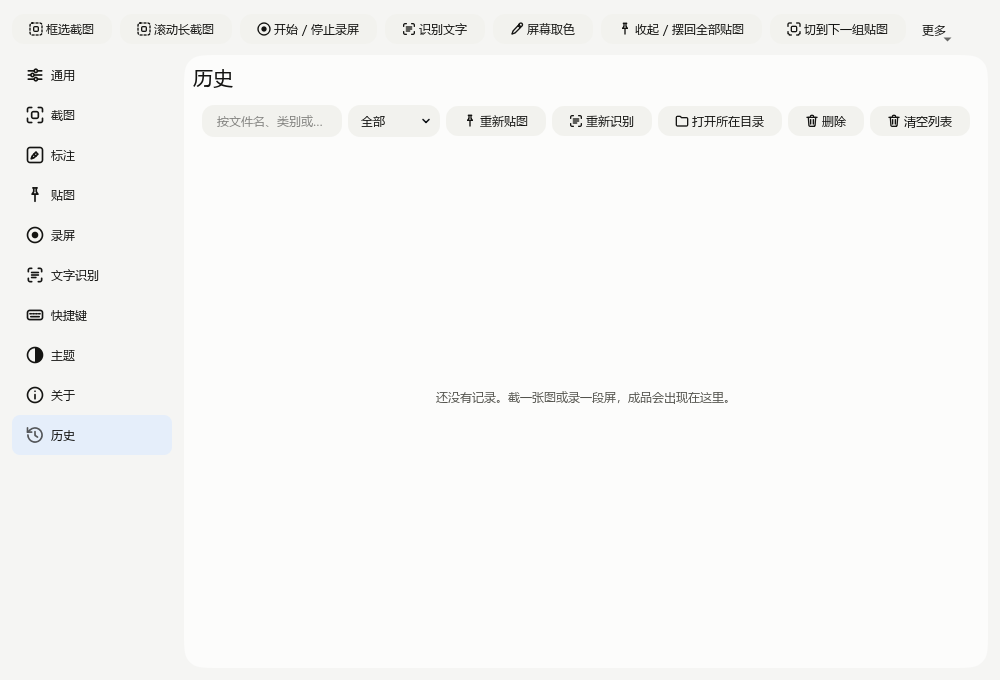 框选截图 滚动长截图 开始 / 停止录屏 识别文字 屏幕取色 收起 / 摆回全部贴图 切到下一组贴图 更多
通用
截图
标注
贴图
录屏
文字识别
快捷键
主题
关于
历史
历史
按文件名、类别或... 全部 重新贴图 重新识别 打开所在目录 删除 清空列表
还没有记录。截一张图或录一段屏，成品会出现在这里。